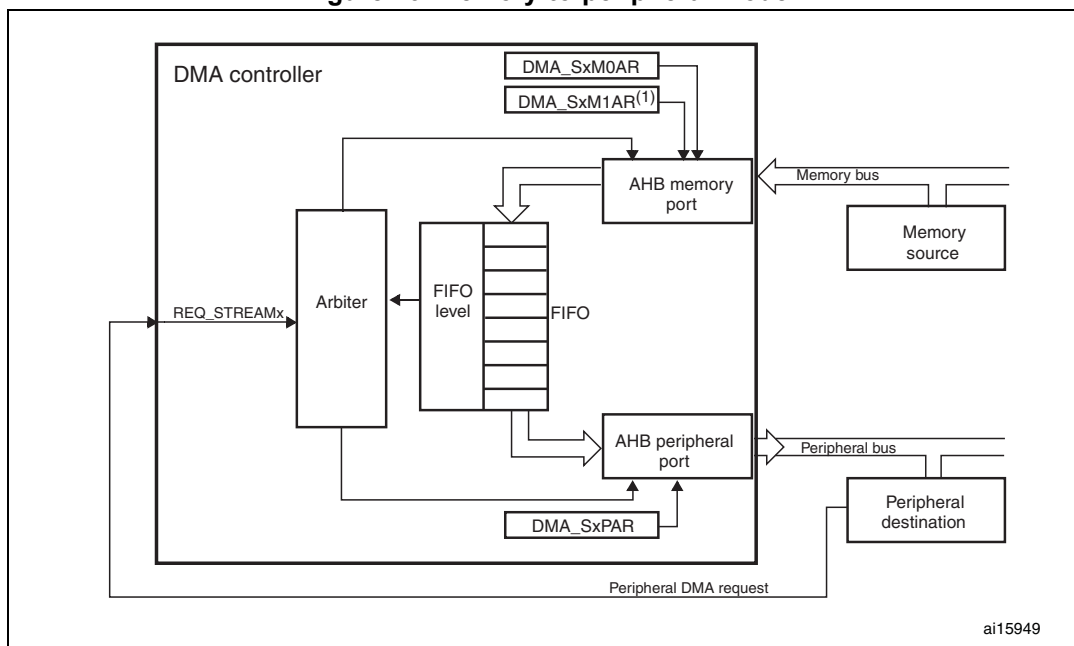 DMA controller
DMA_SxM0AR
DMA_SxM1AR(1)
AHB memory
port
Memory bus
Memory
source
Arbiter
FIFO
level
FIFO
REQ_STREAMx
AHB peripheral
port
Peripheral bus
DMA_SxPAR
Peripheral
destination
Peripheral DMA request
ai15949